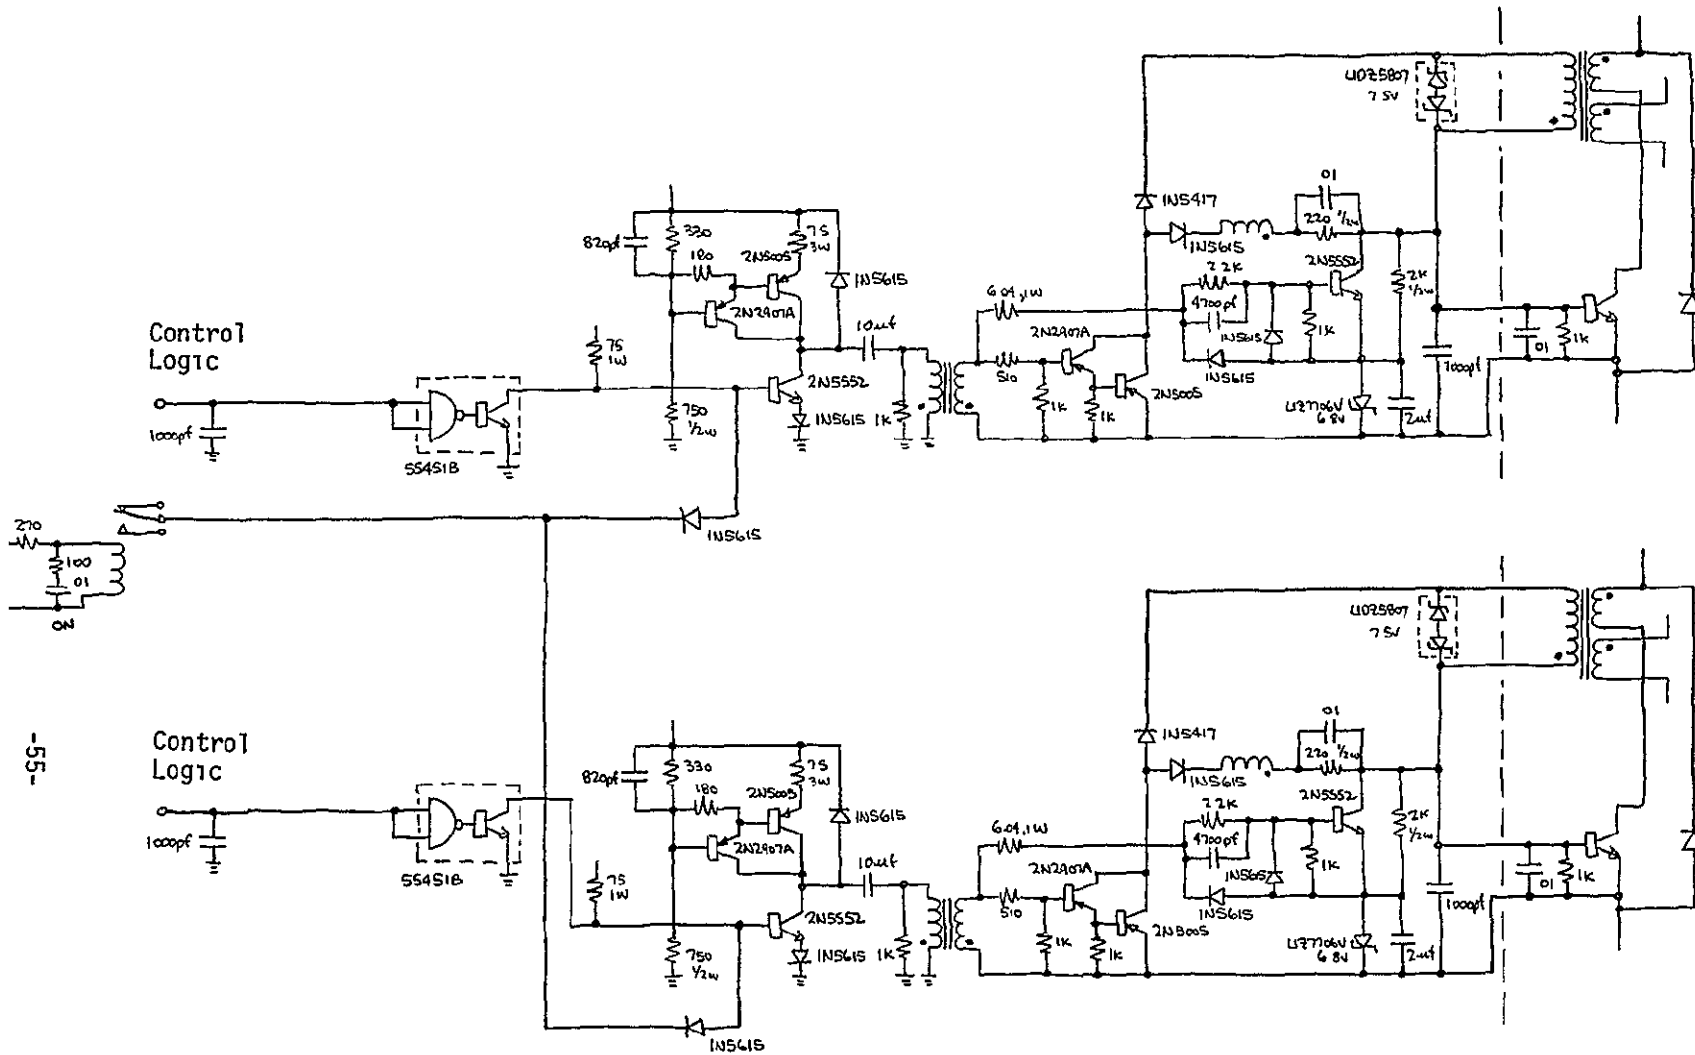 UDZ5807
7 5V
01
1N5417
220 1/2W
1N5615
820pf
330
75
3W
2N5005
180
1N5615
2 2K
2N5552
2K
1/2W
6 04, 1W
4700pf
2N2907A
10uf
2N2907A
1N5615
1K
Control
Logic
75
1W
1N5615
1000pf
01
1K
510
2N5552
2N5005
1K
1K
750
1/2W
1N5615
1K
UZ7706V
6 8V
2uf
1000pf
55451B
270
1N5615
100
01
NO
UDZ5807
7 5V
01
1N5417
220 1/2W
1N5615
820pf
330
75
3W
2N5005
180
1N5615
2 2K
2N5552
2K
1/2W
6 04, 1W
4700pf
2N2907A
10uf
2N2907A
1N5615
1K
Control
Logic
75
1W
1N5615
1000pf
01
1K
510
2N5552
2N5005
1K
1K
750
1/2W
1N5615
1K
UZ7706V
6 8V
2uf
1000pf
55451B
1N5615
-55-